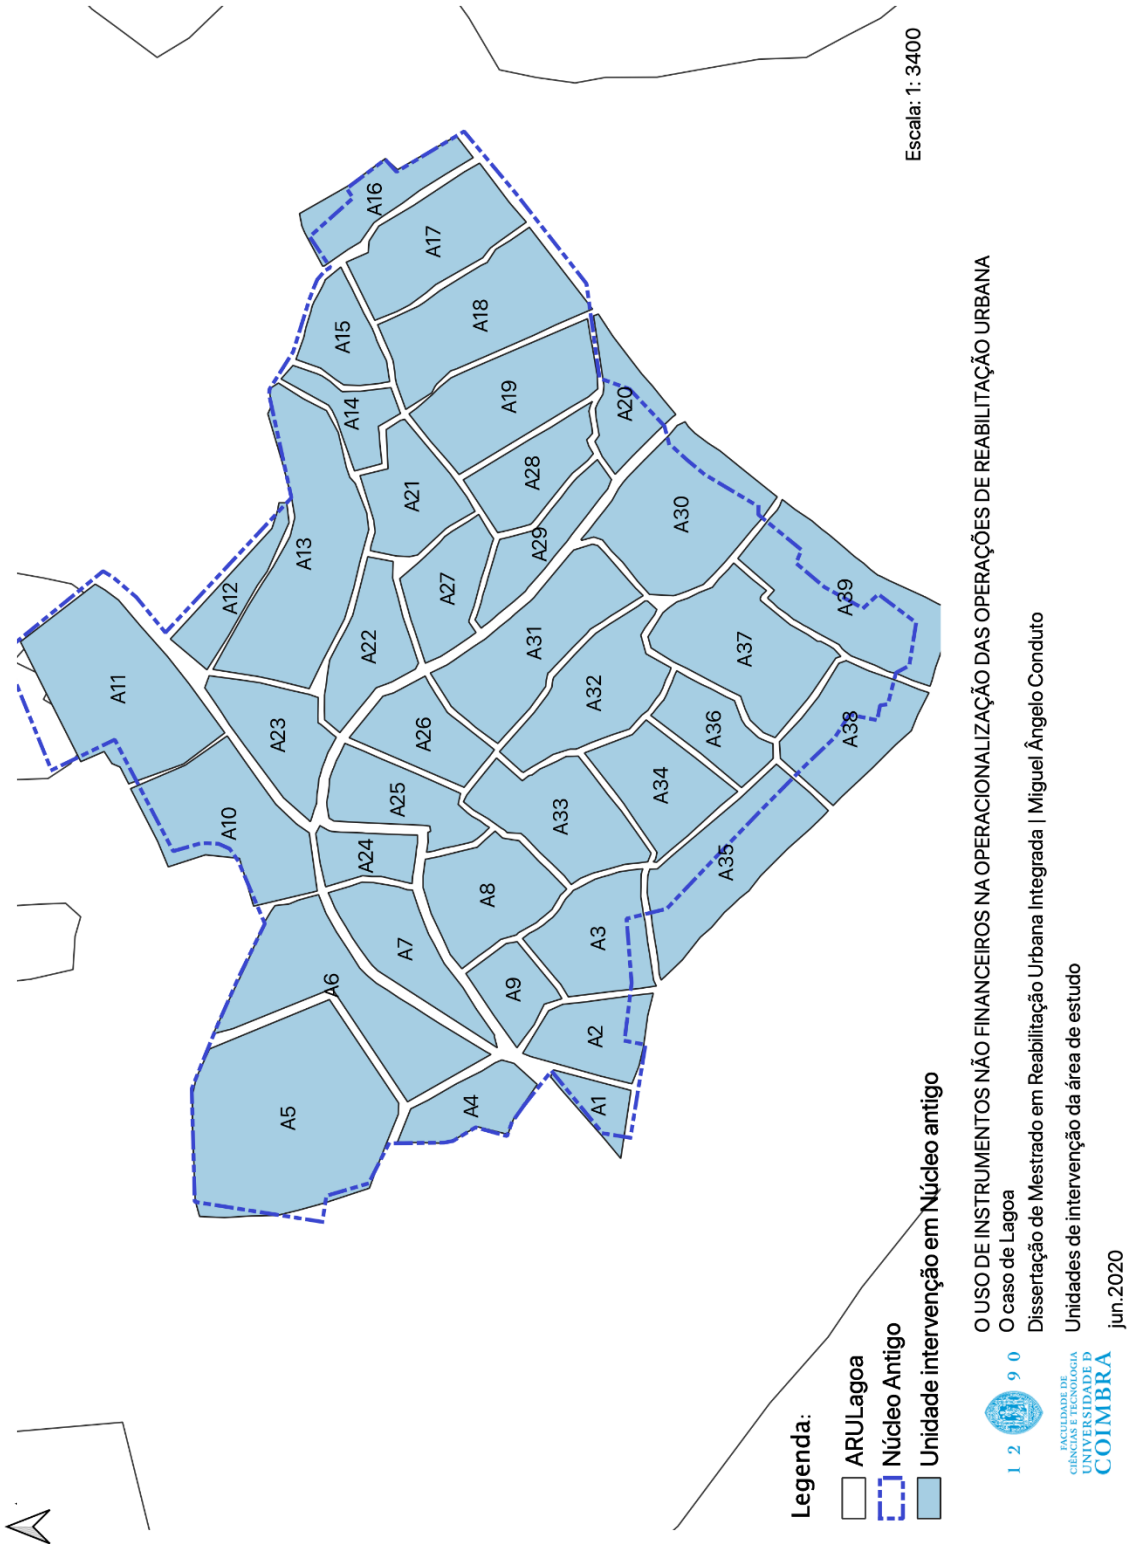 A1
A2
A3
A4
A5
A6
A7
A8
A9
A10
A11
A12
A13
A14
A15
A16
A17
A18
A19
A20
A21
A22
A23
A24
A25
A26
A27
A28
A29
A30
A31
A32
A33
A34
A35
A36
A37
A38
A39
Escala: 1: 3400
Legenda:
ARULagoa
Núcleo Antigo
Unidade intervenção em Núcleo antigo
12 90
FACULDADE DE
CIÊNCIAS E TECNOLOGIA
UNIVERSIDADE D
COIMBRA
O USO DE INSTRUMENTOS NÃO FINANCEIROS NA OPERACIONALIZAÇÃO DAS OPERAÇÕES DE REABILITAÇÃO URBANA
O caso de Lagoa
Dissertação de Mestrado em Reabilitação Urbana Integrada | Miguel Ângelo Conduto
Unidades de intervenção da área de estudo
jun.2020